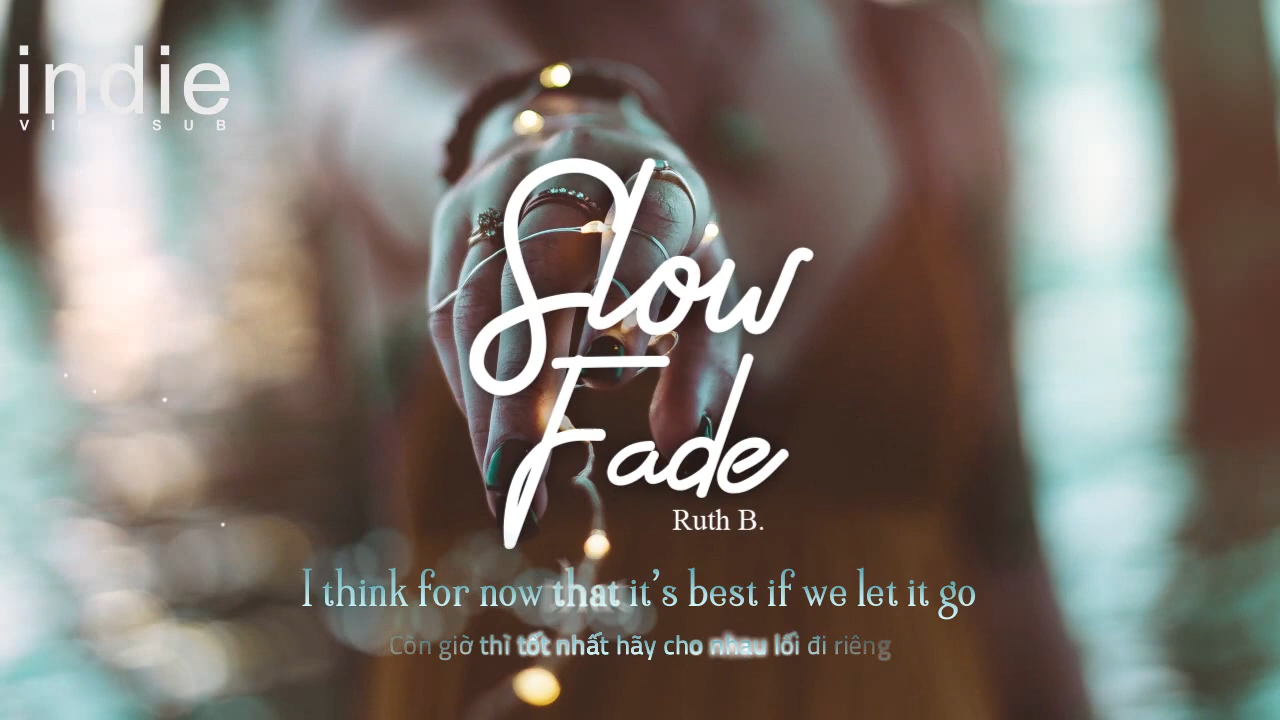 indie
VIETSUB
Slow
Fade
Ruth B.
I think for now that it's best if we let it go
Còn giờ thì tốt nhất hãy cho nhau lối đi riêng